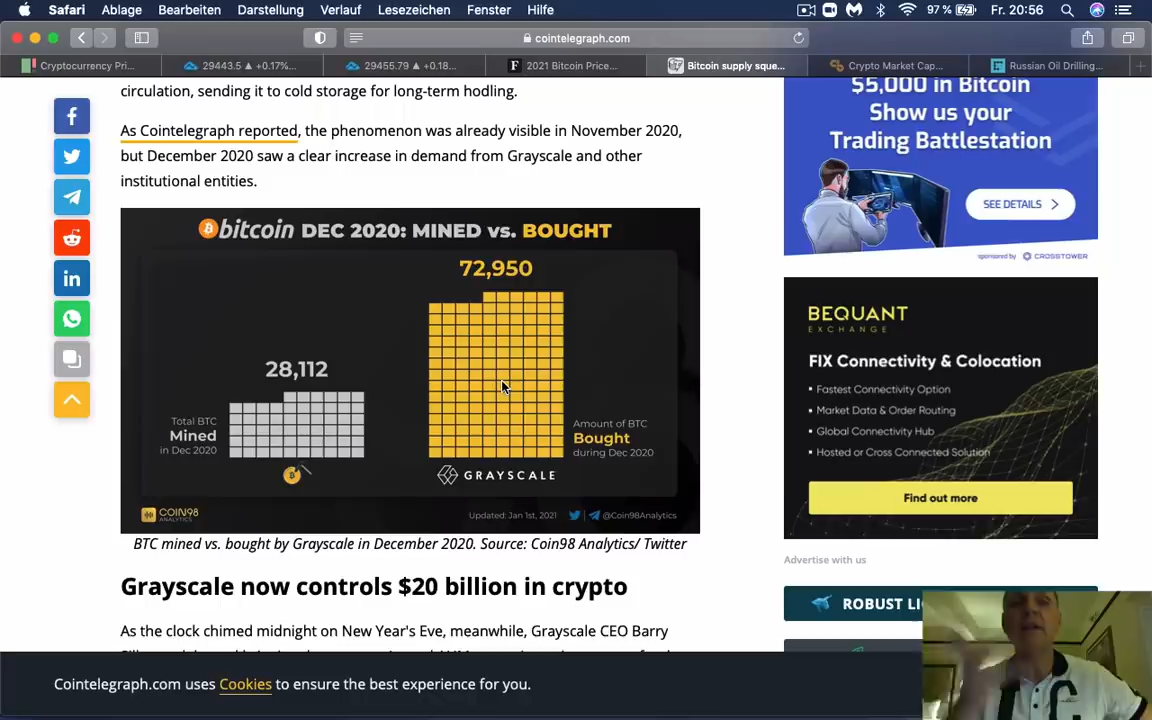 Safari Ablage Bearbeiten Darstellung Verlauf Lesezeichen Fenster Hilfe 97 % Fr. 20:56
cointelegraph.com
Cryptocurrency Pri... 29443.5 ▲ +0.17%... 29455.79 ▲ +0.18... 2021 Bitcoin Price... Bitcoin supply sque... Crypto Market Cap... Russian Oil Drilling...
circulation, sending it to cold storage for long-term hodling.
As Cointelegraph reported, the phenomenon was already visible in November 2020,
but December 2020 saw a clear increase in demand from Grayscale and other
institutional entities.
bitcoin DEC 2020: MINED vs. BOUGHT
72,950
28,112
Total BTC
Mined
in Dec 2020
Amount of BTC
Bought
during Dec 2020
GRAYSCALE
COIN98
ANALYTICS
Updated: Jan 1st, 2021 @Coin98Analytics
BTC mined vs. bought by Grayscale in December 2020. Source: Coin98 Analytics/ Twitter
Grayscale now controls $20 billion in crypto
As the clock chimed midnight on New Year's Eve, meanwhile, Grayscale CEO Barry
$5,000 in Bitcoin
Show us your
Trading Battlestation
SEE DETAILS
sponsored by CROSSTOWER
BEQUANT
EXCHANGE
FIX Connectivity & Colocation
▪ Fastest Connectivity Option
▪ Market Data & Order Routing
▪ Global Connectivity Hub
▪ Hosted or Cross Connected Solution
Find out more
Advertise with us
ROBUST
Cointelegraph.com uses Cookies to ensure the best experience for you.